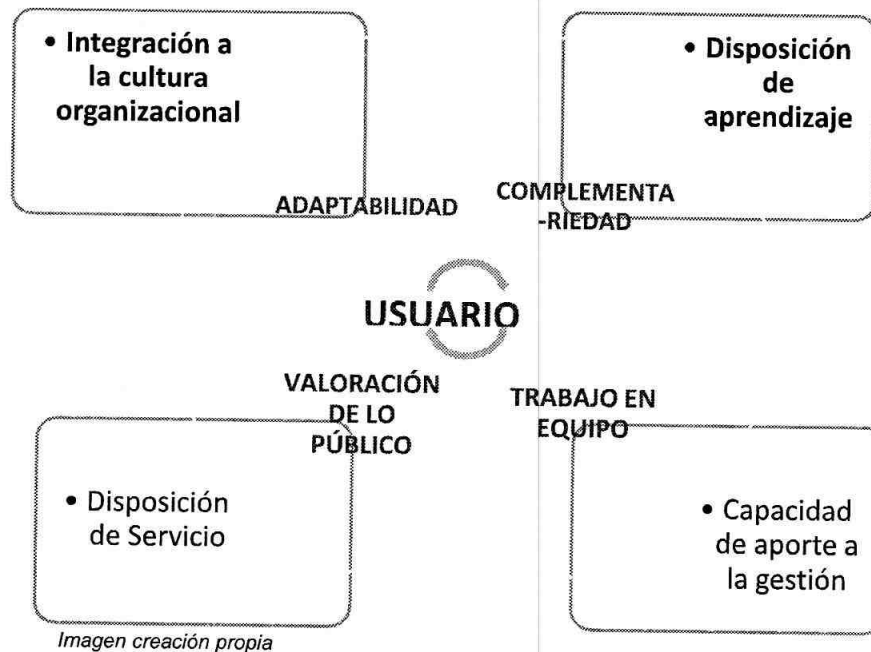 • Integración a
la cultura
organizacional
• Disposición
de
aprendizaje
ADAPTABILIDAD
COMPLEMENTA
-RIEDAD
USUARIO
VALORACIÓN
DE LO
PÚBLICO
TRABAJO EN
EQUIPO
• Disposición
de Servicio
• Capacidad
de aporte a
la gestión
Imagen creación propia